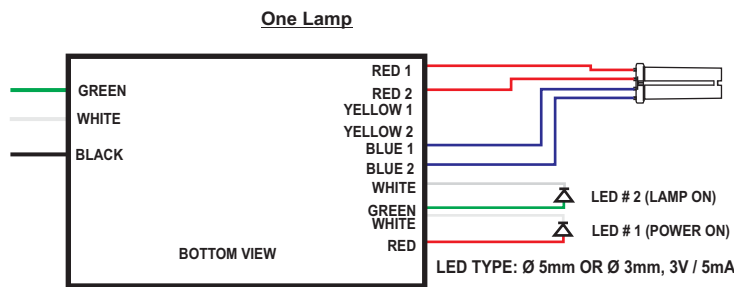 One Lamp
GREEN
WHITE
BLACK
RED 1
RED 2
YELLOW 1
YELLOW 2
BLUE 1
BLUE 2
WHITE
GREEN
WHITE
RED
BOTTOM VIEW
LED # 2 (LAMP ON)
LED # 1 (POWER ON)
LED TYPE: Ø 5mm OR Ø 3mm, 3V / 5mA